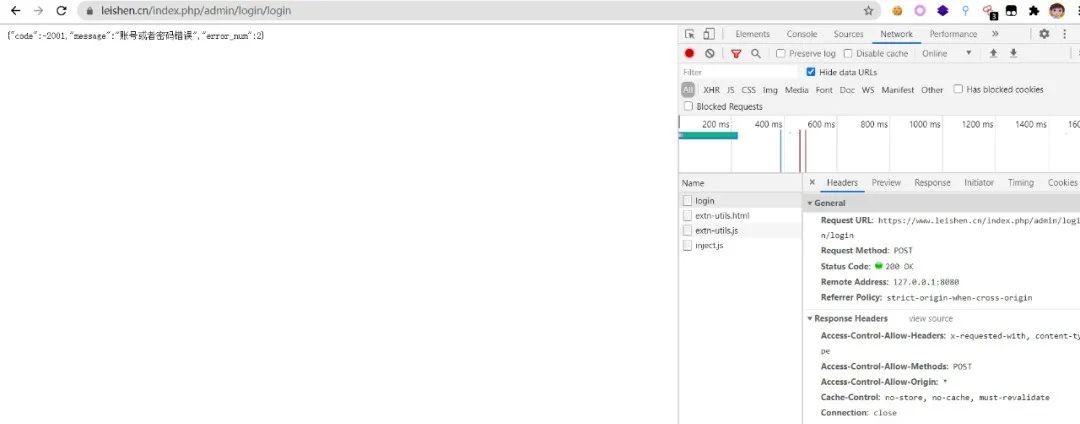 leishen.cn/index.php/admin/login/login
3
{"code":-2001,"message":"账号或者密码错误","error_num":2}
Elements Console Sources Network Performance »
Preserve log Disable cache Online
Filter Hide data URLs
All XHR JS CSS Img Media Font Doc WS Manifest Other Has blocked cookies
Blocked Requests
200 ms 400 ms 600 ms 800 ms 1000 ms 1200 ms 1400 ms 160
Name × Headers Preview Response Initiator Timing Cookies
login
extn-utils.html
extn-utils.js
inject.js
General
Request URL: https://www.leishen.cn/index.php/admin/logi
n/login
Request Method: POST
Status Code: 200 OK
Remote Address: 127.0.0.1:8080
Referrer Policy: strict-origin-when-cross-origin
Response Headers view source
Access-Control-Allow-Headers: x-requested-with, content-ty
pe
Access-Control-Allow-Methods: POST
Access-Control-Allow-Origin: *
Cache-Control: no-store, no-cache, must-revalidate
Connection: close